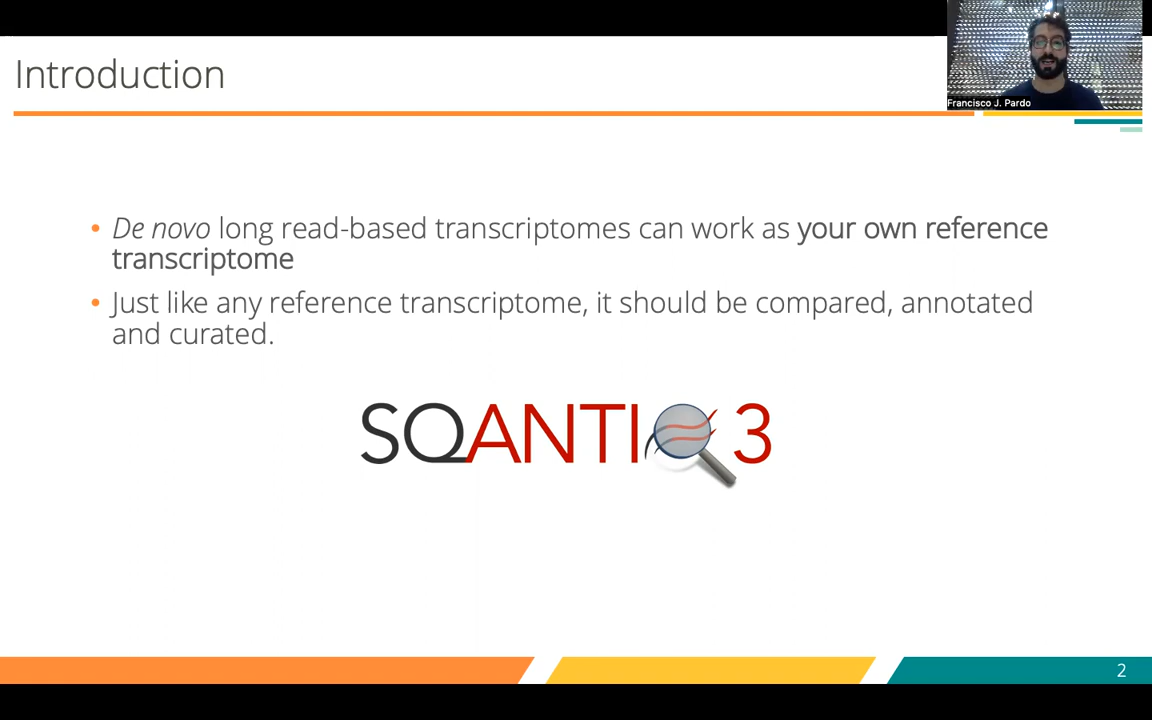 Introduction
Francisco J. Pardo
• De novo long read-based transcriptomes can work as your own reference
transcriptome
• Just like any reference transcriptome, it should be compared, annotated
and curated.
SQANTI 3
2